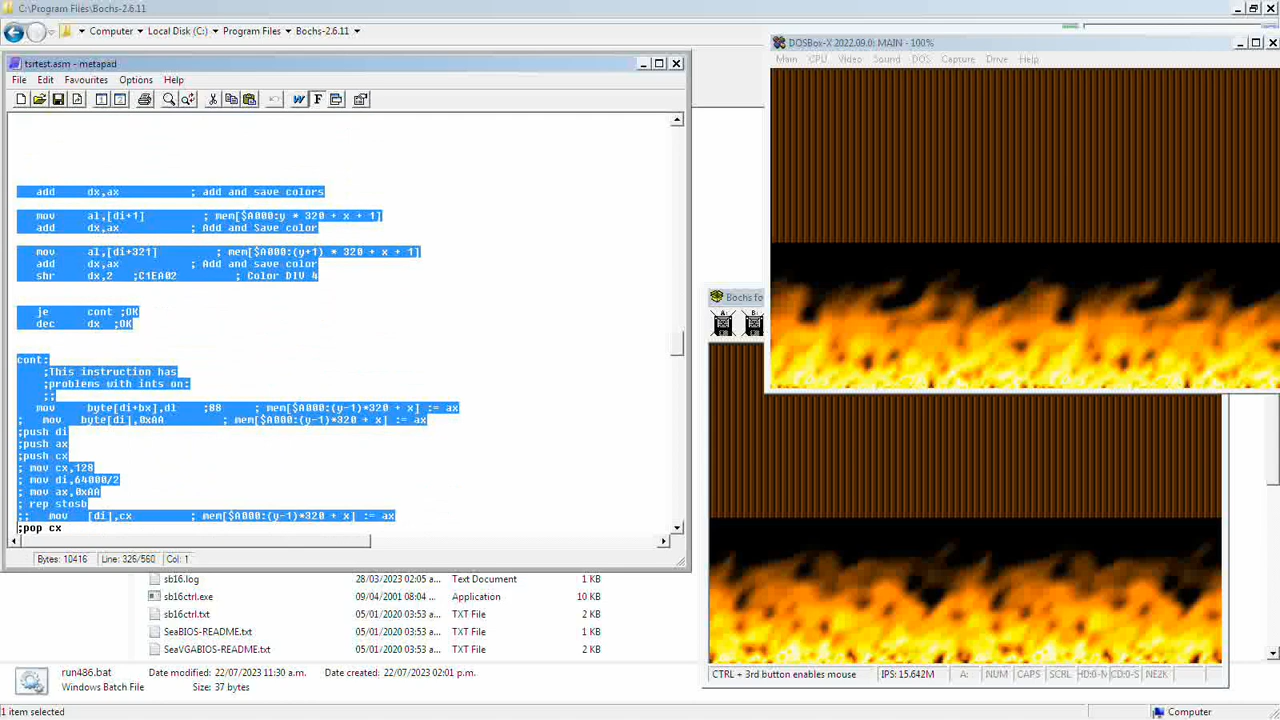 C:\Program Files\Bochs-2.6.11
Computer ▸ Local Disk (C:) ▸ Program Files ▸ Bochs-2.6.11
tsrtest.asm - metapad
File Edit Favourites Options Help
add dx,ax ; add and save colors
mov al,[di+1] ; mem[$A000:y * 320 + x + 1]
add dx,ax ; Add and Save color
mov al,[di+321] ; mem[$A000:(y+1) * 320 + x + 1]
add dx,ax ; Add and save color
shr dx,2 ;C1EA02 ; Color DIV 4
je cont ;OK
dec dx ;OK
cont:
;This instruction has
;problems with ints on:
;;
mov byte[di+bx],dl ;88 ; mem[$A000:(y-1)*320 + x] := ax
; mov byte[di],0xAA ; mem[$A000:(y-1)*320 + x] := ax
;push di
;push ax
;push cx
; mov cx,128
; mov di,64000/2
; mov ax,0xAA
; rep stosb
;; mov [di],cx ; mem[$A000:(y-1)*320 + x] := ax
;pop cx
Bytes: 10416 Line: 326/560 Col: 1
DOSBox-X 2022.09.0: MAIN - 100%
Main CPU Video Sound DOS Capture Drive Help
Bochs fo
A:
B:
CTRL + 3rd button enables mouse IPS: 15.642M A: NUM CAPS SCRL HD:0-M CD:0-S NE2K
sb16.log 28/03/2023 02:05 a... Text Document 1 KB
sb16ctrl.exe 09/04/2001 08:04 ... Application 10 KB
sb16ctrl.txt 05/01/2020 03:53 a... TXT File 2 KB
SeaBIOS-README.txt 05/01/2020 03:53 a... TXT File 1 KB
SeaVGABIOS-README.txt 05/01/2020 03:53 a... TXT File 2 KB
run486.bat Date modified: 22/07/2023 11:30 a.m. Date created: 22/07/2023 02:01 p.m.
Windows Batch File Size: 37 bytes
1 item selected
Computer